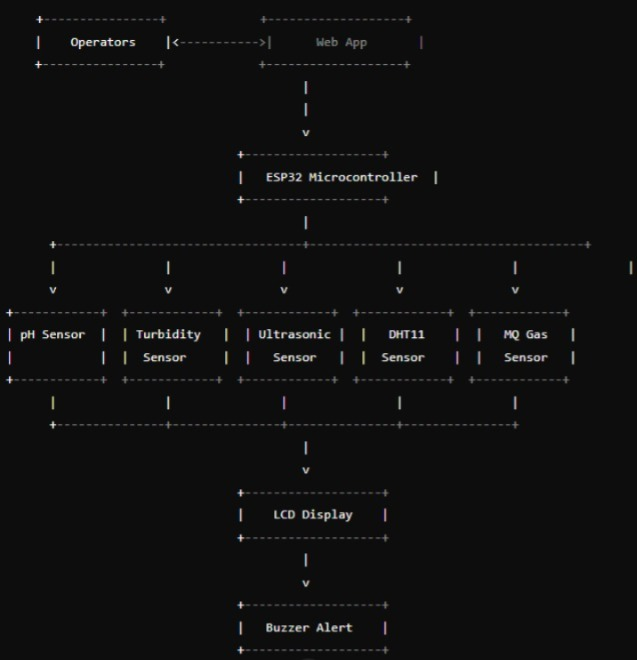 Operators Web App
ESP32 Microcontroller
pH Sensor Turbidity Ultrasonic DHT11 MQ Gas
Sensor Sensor Sensor Sensor
LCD Display
Buzzer Alert